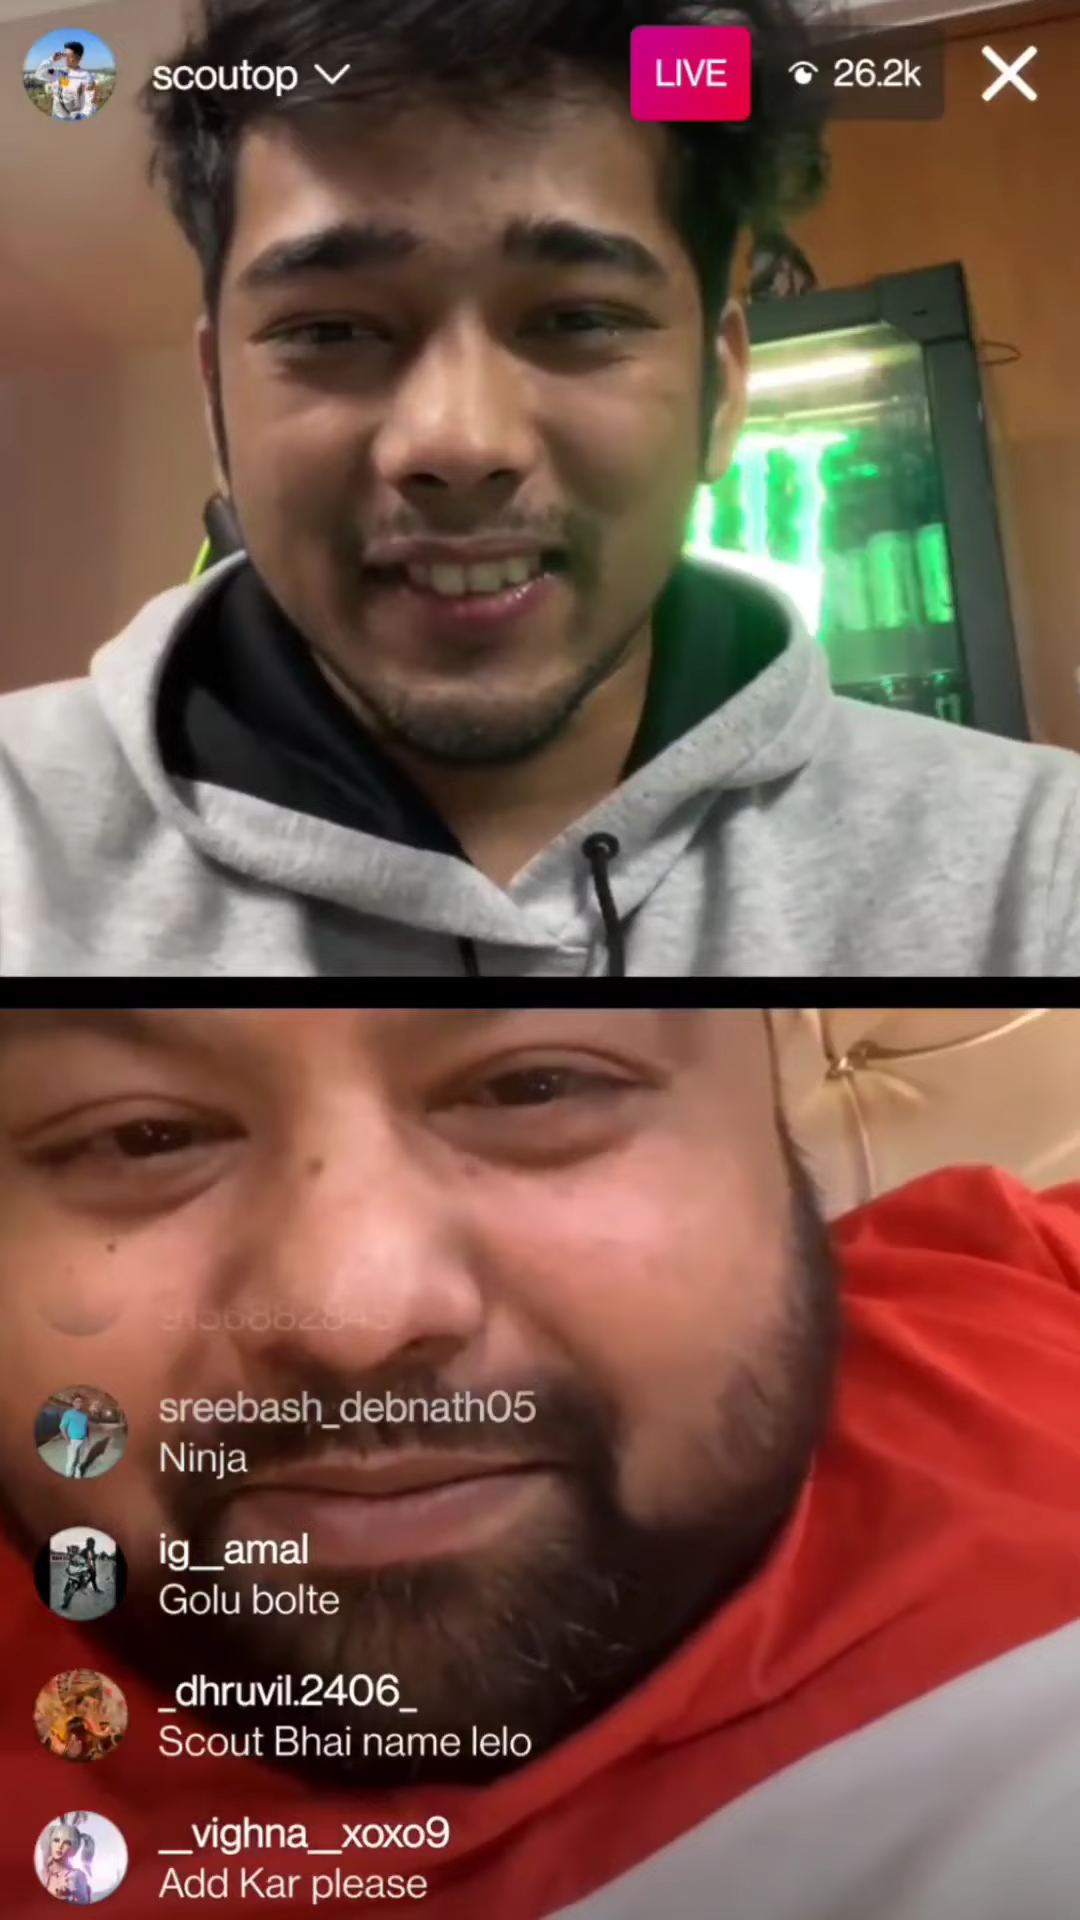 scoutop
LIVE
26.2k
sreebash_debnath05
Ninja
ig__amal
Golu bolte
_dhruvil.2406_
Scout Bhai name lelo
__vighna__xoxo9
Add Kar please